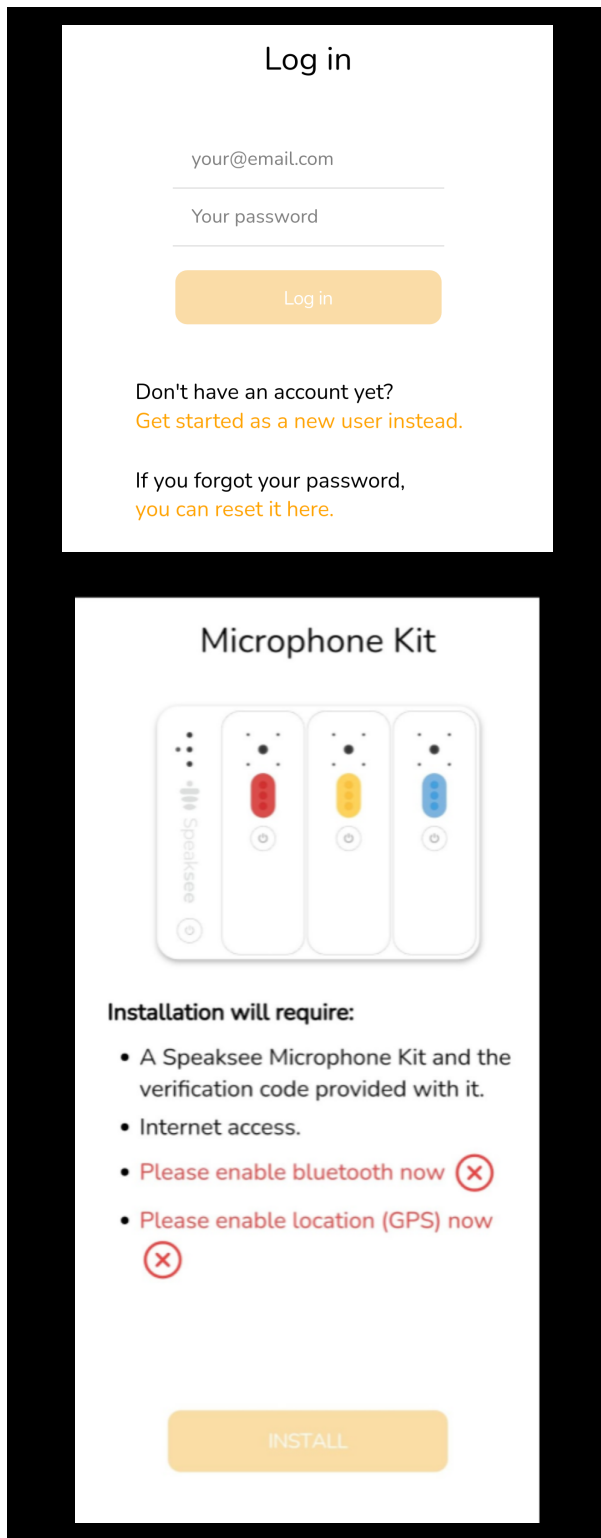 Log in
your@email.com
Your password
Log in
Don't have an account yet?
Get started as a new user instead.
If you forgot your password,
you can reset it here.
Microphone Kit
Speaksee
Installation will require:
• A Speaksee Microphone Kit and the
verification code provided with it.
• Internet access.
• Please enable bluetooth now
• Please enable location (GPS) now
INSTALL